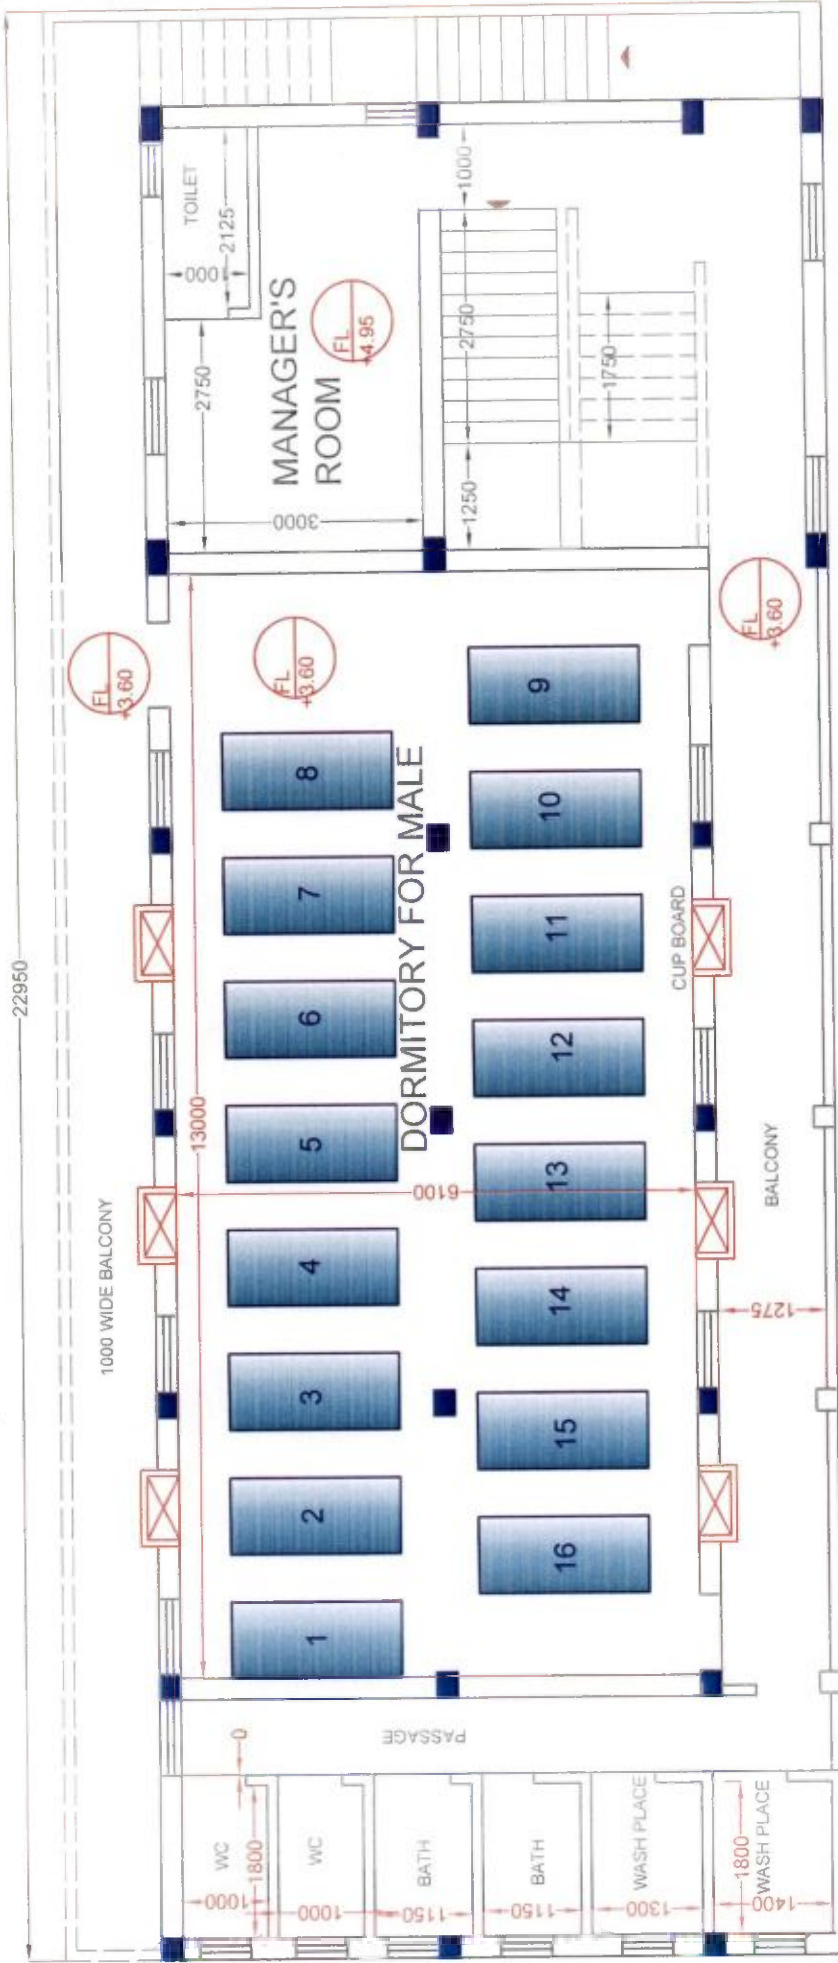 22950
TOILET
000
2125
2750
MANAGER'S
ROOM
FL
+4.95
3000
1000
2750
1250
1750
FL
+3.60
FL
+3.60
FL
+3.60
1000 WIDE BALCONY
13000
6100
DORMITORY FOR MALE
8
7
6
5
4
3
2
1
9
10
11
12
13
14
15
16
CUP BOARD
BALCONY
1275
PASSAGE
0
WC
1800
1000
WC
1000
BATH
1150
BATH
1150
WASH PLACE
1300
WASH PLACE
1800
1400